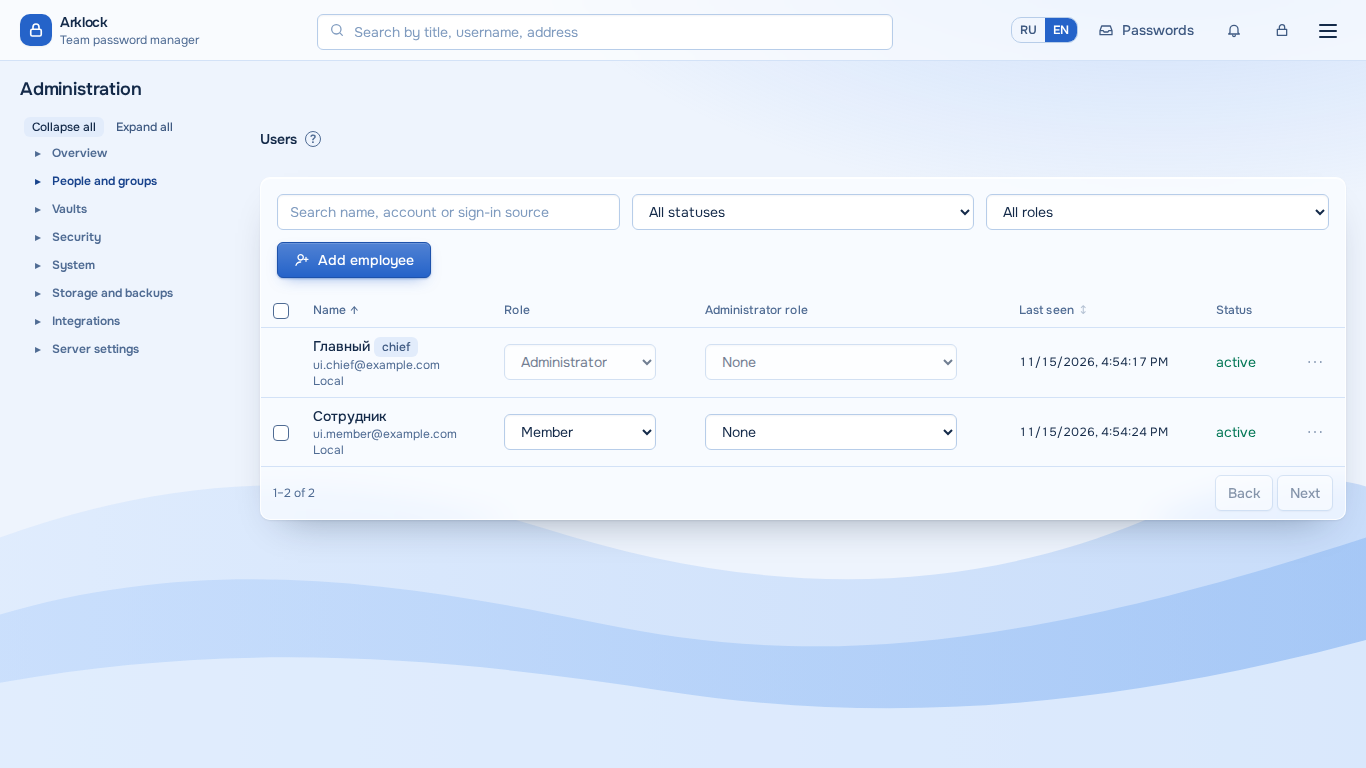 Arklock
Team password manager
Search by title, username, address
RU EN
Passwords
Administration
Collapse all Expand all
Overview
People and groups
Vaults
Security
System
Storage and backups
Integrations
Server settings
Users ?
Search name, account or sign-in source
All statuses
All roles
Add employee
Name ↑ Role Administrator role Last seen ↕ Status
Главный chief
ui.chief@example.com
Local
Administrator
None
11/15/2026, 4:54:17 PM
active
...
Сотрудник
ui.member@example.com
Local
Member
None
11/15/2026, 4:54:24 PM
active
...
1–2 of 2
Back Next